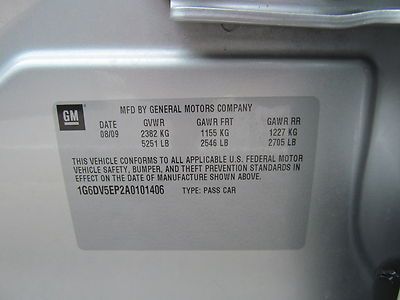 GM
MFD BY GENERAL MOTORS COMPANY
DATE GVWR GAWR FRT GAWR RR
08/09 2382 KG 1155 KG 1227 KG
5251 LB 2546 LB 2705 LB
THIS VEHICLE CONFORMS TO ALL APPLICABLE U.S. FEDERAL MOTOR
VEHICLE SAFETY, BUMPER, AND THEFT PREVENTION STANDARDS
IN EFFECT ON THE DATE OF MANUFACTURE SHOWN ABOVE.
1G6DV5EP2A0101406 TYPE: PASS CAR